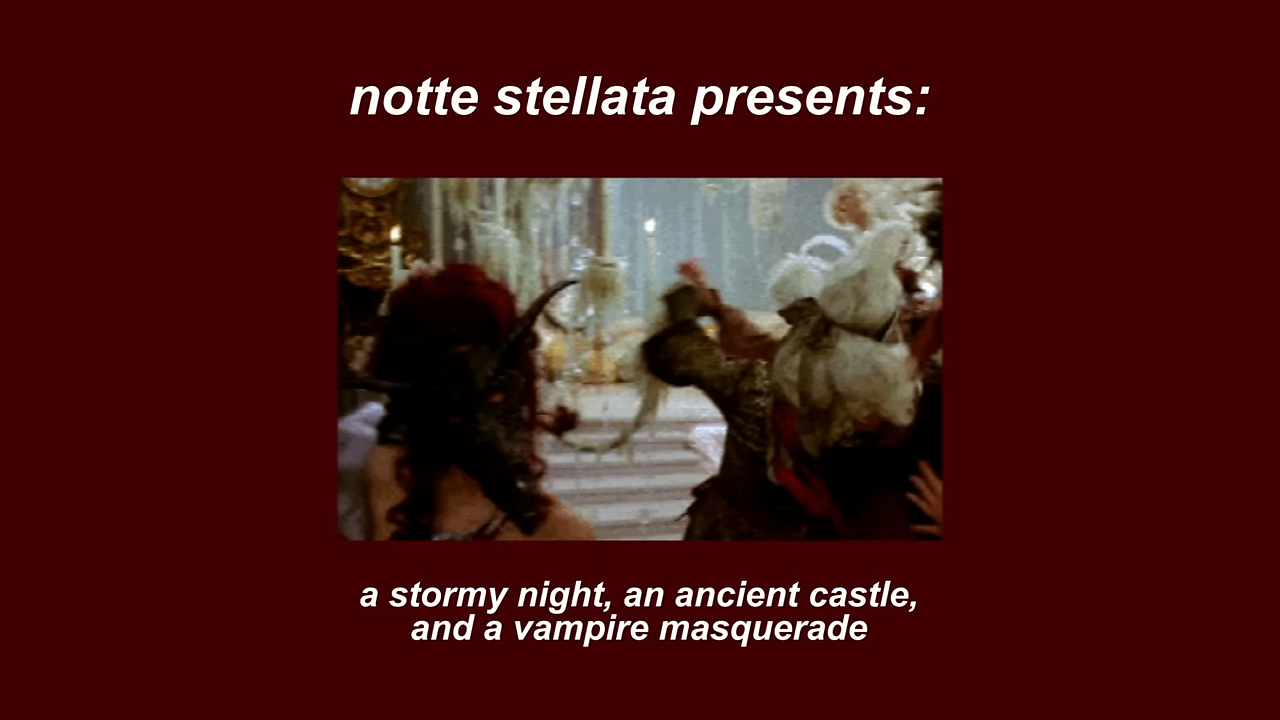 notte stellata presents:
a stormy night, an ancient castle,
and a vampire masquerade